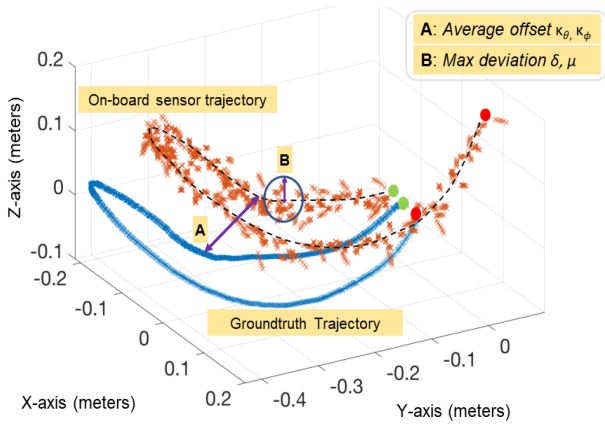 A: Average offset κθ, κϕ
B: Max deviation δ, μ
On-board sensor trajectory
B
A
Groundtruth Trajectory
Z-axis (meters)
0.2
0.1
0
-0.1
-0.2
-0.1
0
0.1
0.2
X-axis (meters)
-0.4
-0.3
-0.2
-0.1
0
Y-axis (meters)